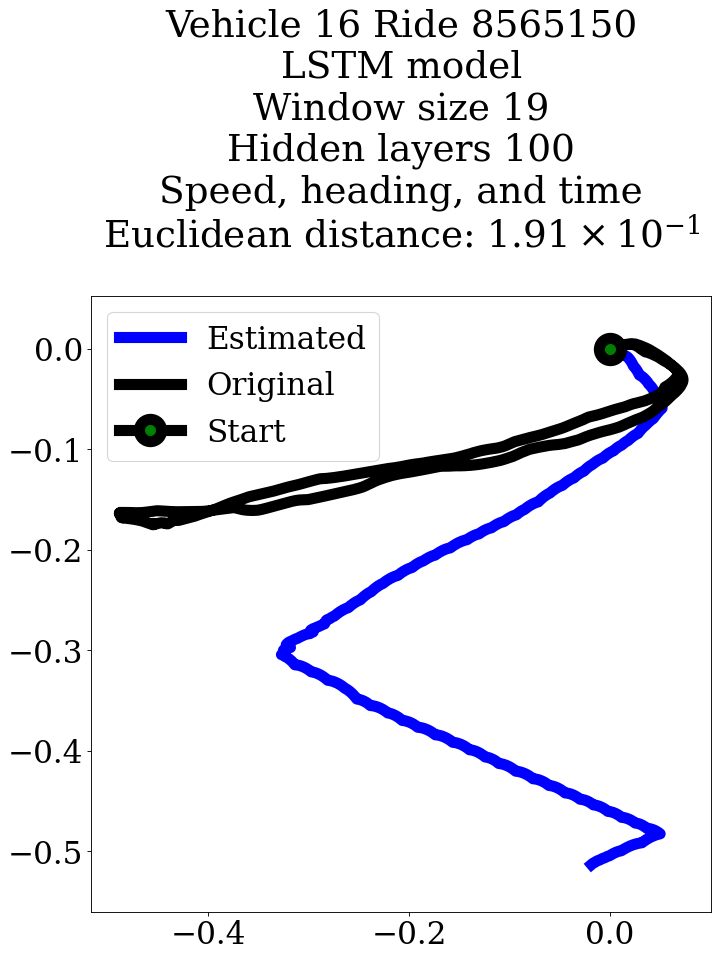 Vehicle 16 Ride 8565150
LSTM model
Window size 19
Hidden layers 100
Speed, heading, and time
Euclidean distance: 1.91 × 10⁻¹
Estimated
Original
Start
0.0
−0.1
−0.2
−0.3
−0.4
−0.5
−0.4 −0.2 0.0